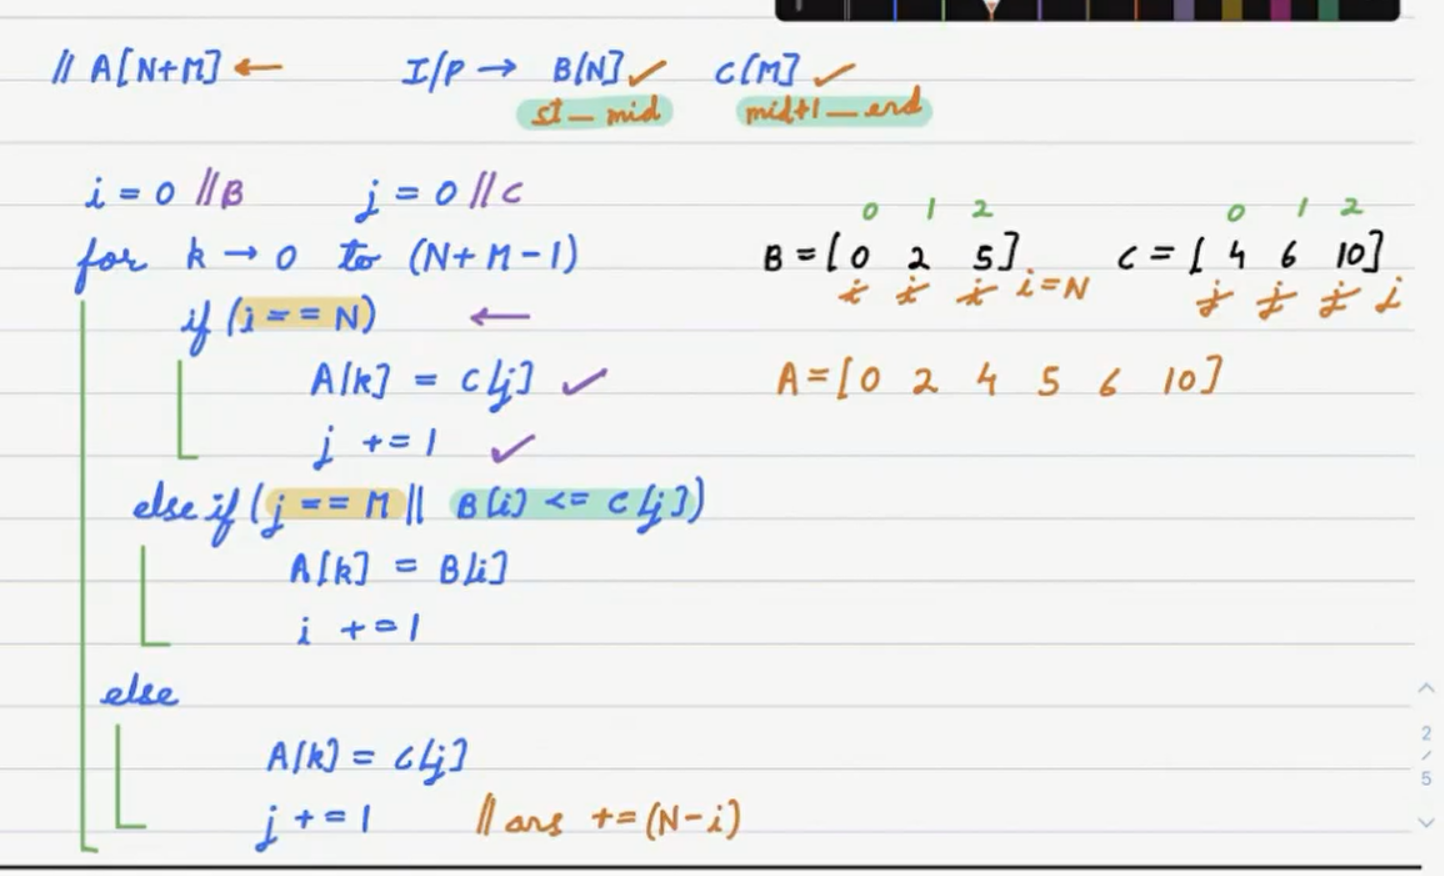 // A[N+M] ← I/P → B[N] ✓ C[M] ✓
st — mid mid+1 — end
i = 0 //B j = 0 //C
0 1 2 0 1 2
for k → 0 to (N+M-1) B = [0 2 5] C = [4 6 10]
i i i i=N j j j j
if (i == N) ←
A[k] = C[j] ✓ A = [0 2 4 5 6 10]
j += 1 ✓
else if (j == M || B[i] <= C[j])
A[k] = B[i]
i += 1
else
A[k] = C[j]
j += 1 // ans += (N-i)
2
/
5